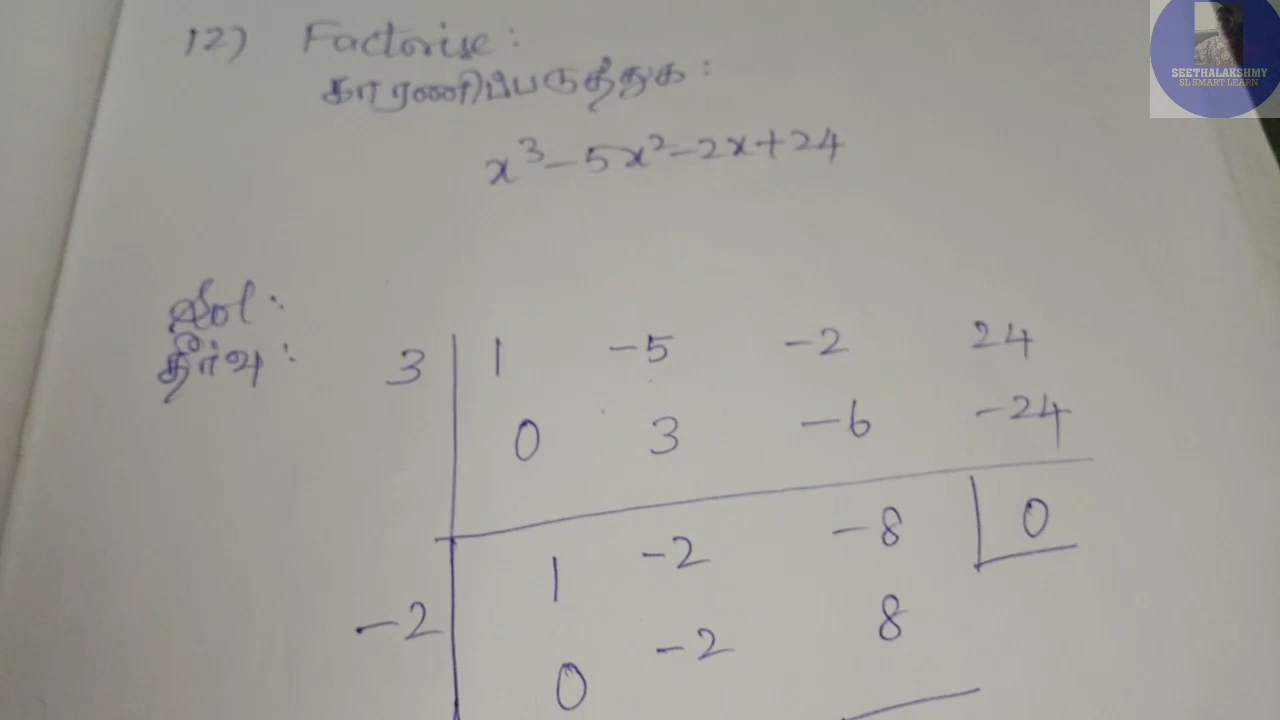 12) Factorise:
காரணிப்படுத்துக:
x³-5x²-2x+24
தீர்வு:
3 1 -5 -2 24
0 3 -6 -24
1 -2 -8 0
-2
0 -2 8
SEETHALAKSHMY
SL SMART LEARN